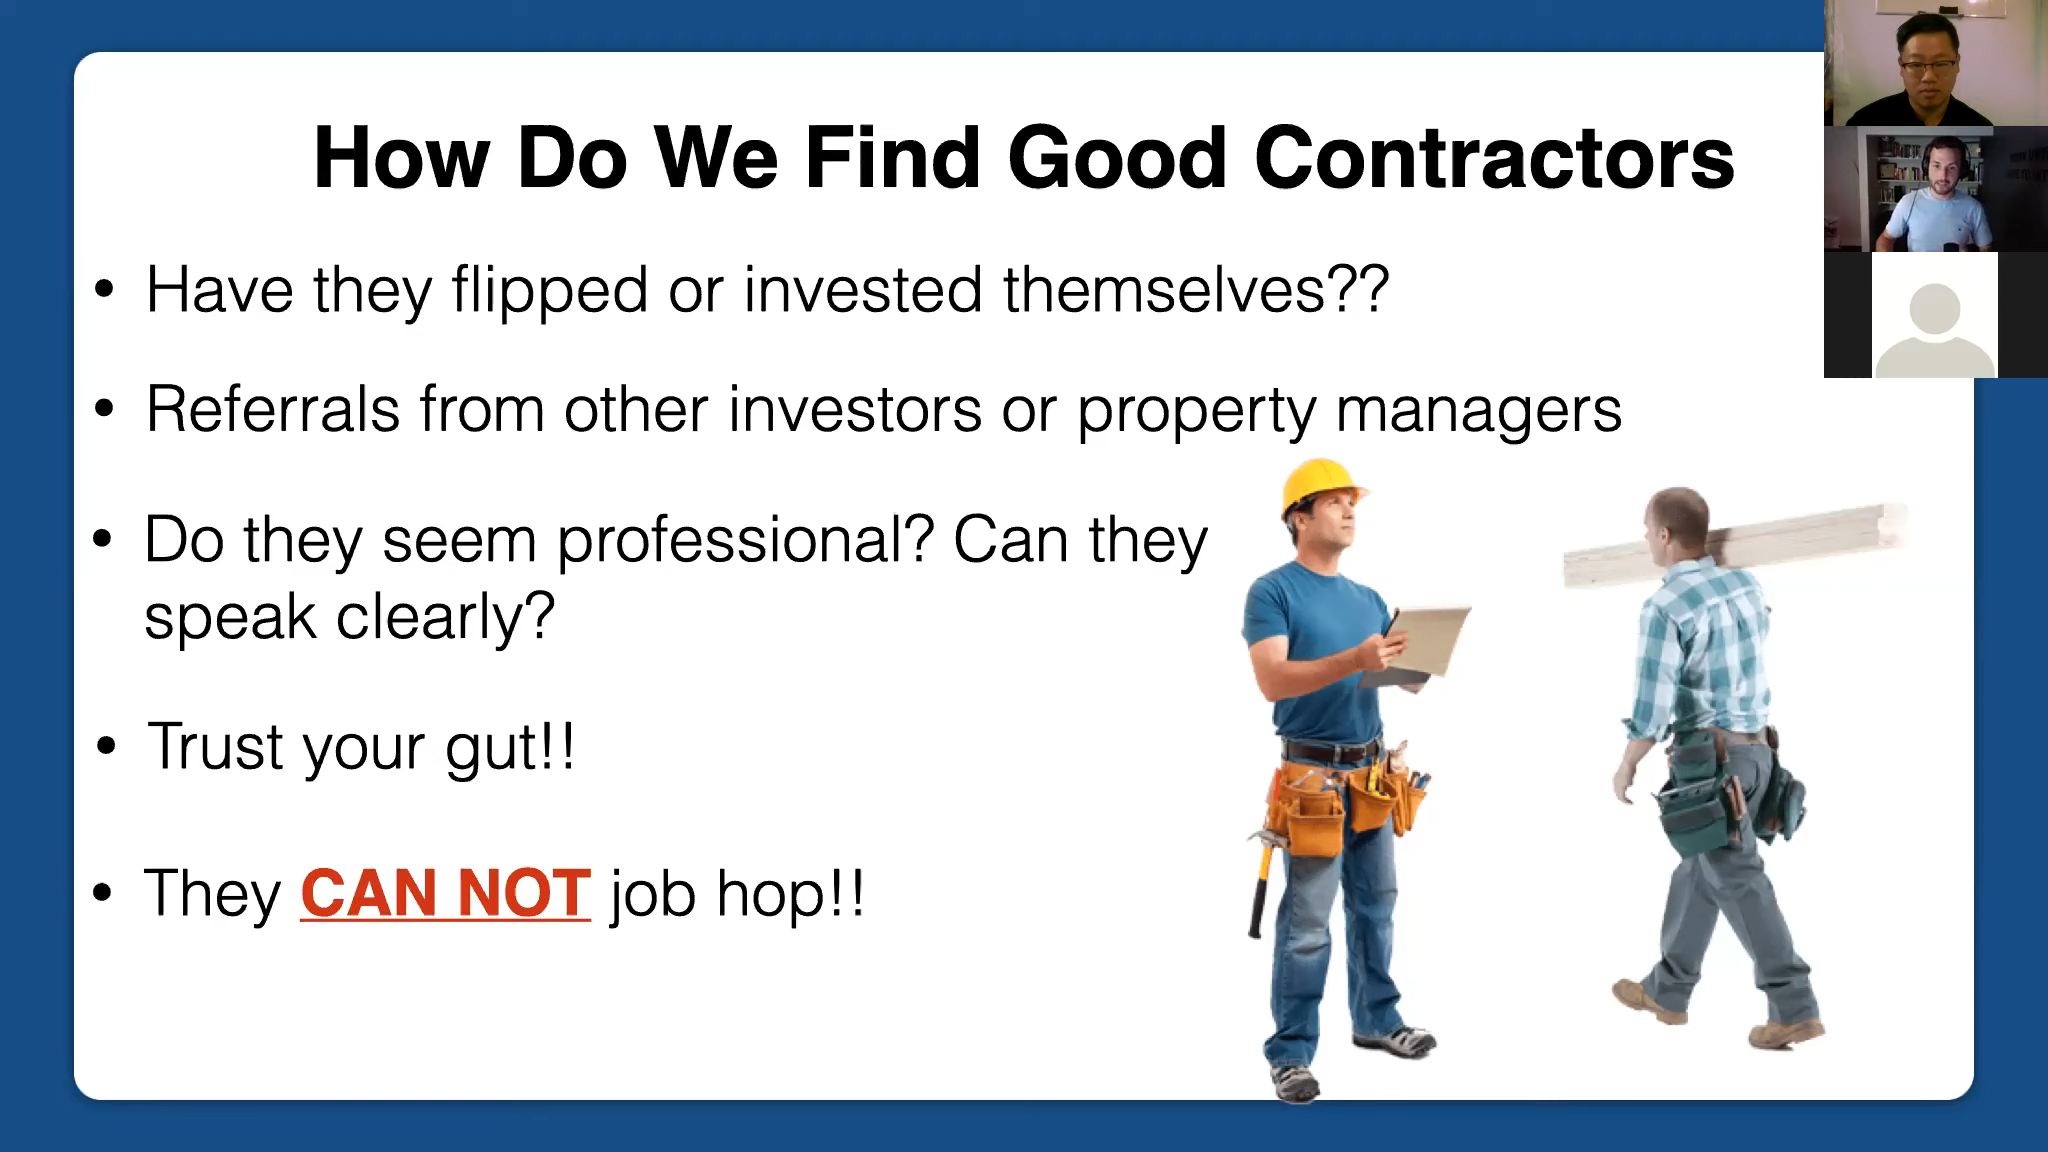 How Do We Find Good Contractors
• Have they flipped or invested themselves??
• Referrals from other investors or property managers
• Do they seem professional? Can they
speak clearly?
• Trust your gut!!
• They CAN NOT job hop!!